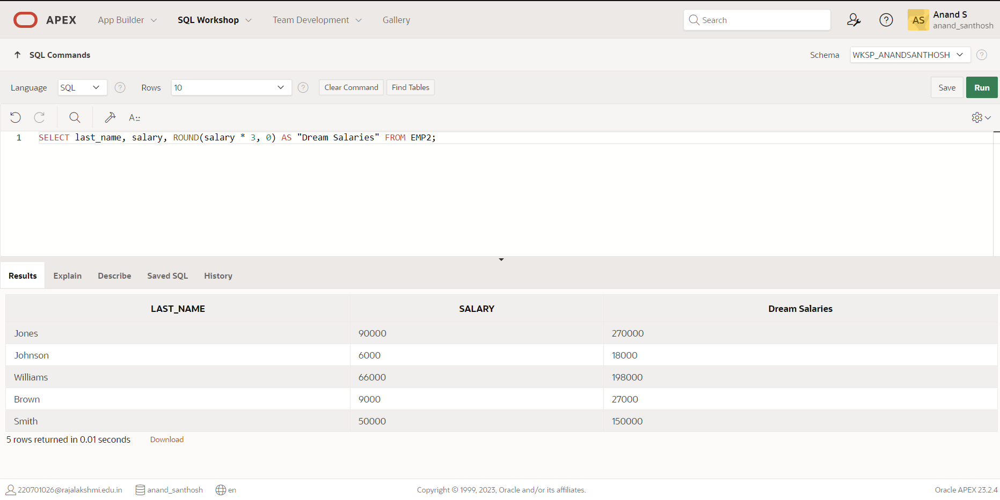 APEX App Builder SQL Workshop Team Development Gallery Search ? AS Anand S
anand_santhosh
SQL Commands Schema WKSP_ANANDSANTHOSH ?
Language SQL ? Rows 10 ? Clear Command Find Tables Save Run
A::
1 SELECT last_name, salary, ROUND(salary * 3, 0) AS "Dream Salaries" FROM EMP2;
Results Explain Describe Saved SQL History
LAST_NAME SALARY Dream Salaries
Jones 90000 270000
Johnson 6000 18000
Williams 66000 198000
Brown 9000 27000
Smith 50000 150000
5 rows returned in 0.01 seconds Download
220701026@rajalakshmi.edu.in anand_santhosh en Copyright © 1999, 2023, Oracle and/or its affiliates. Oracle APEX 23.2.4